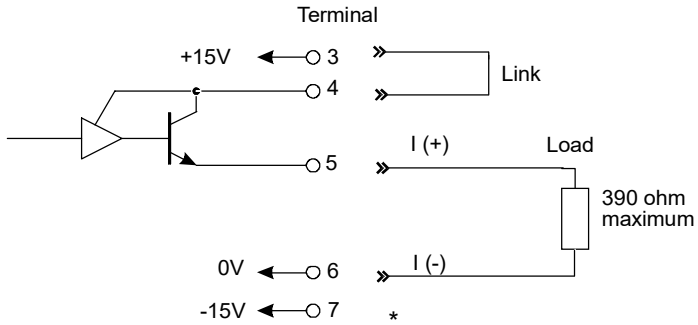 Terminal
+15V 3
4
Link
5
I (+)
Load
390 ohm
maximum
0V 6
I (-)
-15V 7
*